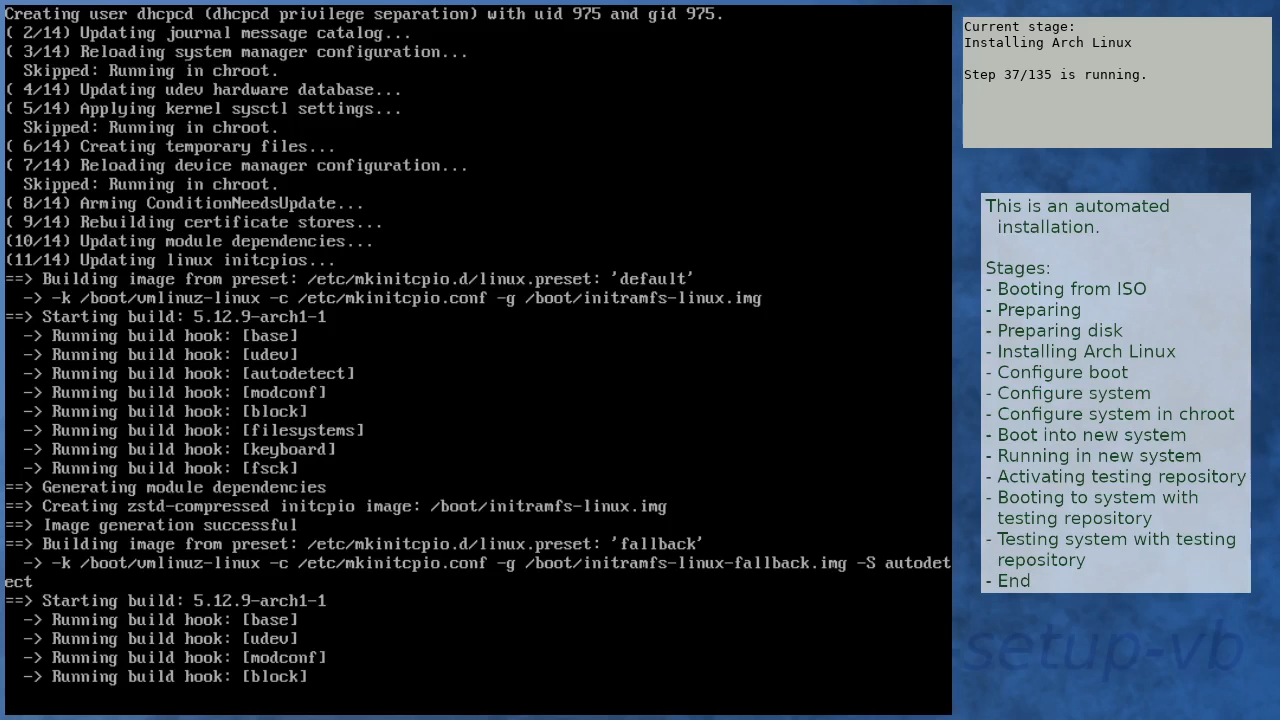 Creating user dhcpcd (dhcpcd privilege separation) with uid 975 and gid 975.
( 2/14) Updating journal message catalog...
( 3/14) Reloading system manager configuration...
  Skipped: Running in chroot.
( 4/14) Updating udev hardware database...
( 5/14) Applying kernel sysctl settings...
  Skipped: Running in chroot.
( 6/14) Creating temporary files...
( 7/14) Reloading device manager configuration...
  Skipped: Running in chroot.
( 8/14) Arming ConditionNeedsUpdate...
( 9/14) Rebuilding certificate stores...
(10/14) Updating module dependencies...
(11/14) Updating linux initcpios...
==> Building image from preset: /etc/mkinitcpio.d/linux.preset: 'default'
  -> -k /boot/vmlinuz-linux -c /etc/mkinitcpio.conf -g /boot/initramfs-linux.img
==> Starting build: 5.12.9-arch1-1
  -> Running build hook: [base]
  -> Running build hook: [udev]
  -> Running build hook: [autodetect]
  -> Running build hook: [modconf]
  -> Running build hook: [block]
  -> Running build hook: [filesystems]
  -> Running build hook: [keyboard]
  -> Running build hook: [fsck]
==> Generating module dependencies
==> Creating zstd-compressed initcpio image: /boot/initramfs-linux.img
==> Image generation successful
==> Building image from preset: /etc/mkinitcpio.d/linux.preset: 'fallback'
  -> -k /boot/vmlinuz-linux -c /etc/mkinitcpio.conf -g /boot/initramfs-linux-fallback.img -S autodet
ect
==> Starting build: 5.12.9-arch1-1
  -> Running build hook: [base]
  -> Running build hook: [udev]
  -> Running build hook: [modconf]
  -> Running build hook: [block]
Current stage:
Installing Arch Linux
Step 37/135 is running.
This is an automated
installation.
Stages:
- Booting from ISO
- Preparing
- Preparing disk
- Installing Arch Linux
- Configure boot
- Configure system
- Configure system in chroot
- Boot into new system
- Running in new system
- Activating testing repository
- Booting to system with
testing repository
- Testing system with testing
repository
- End
-setup-vb